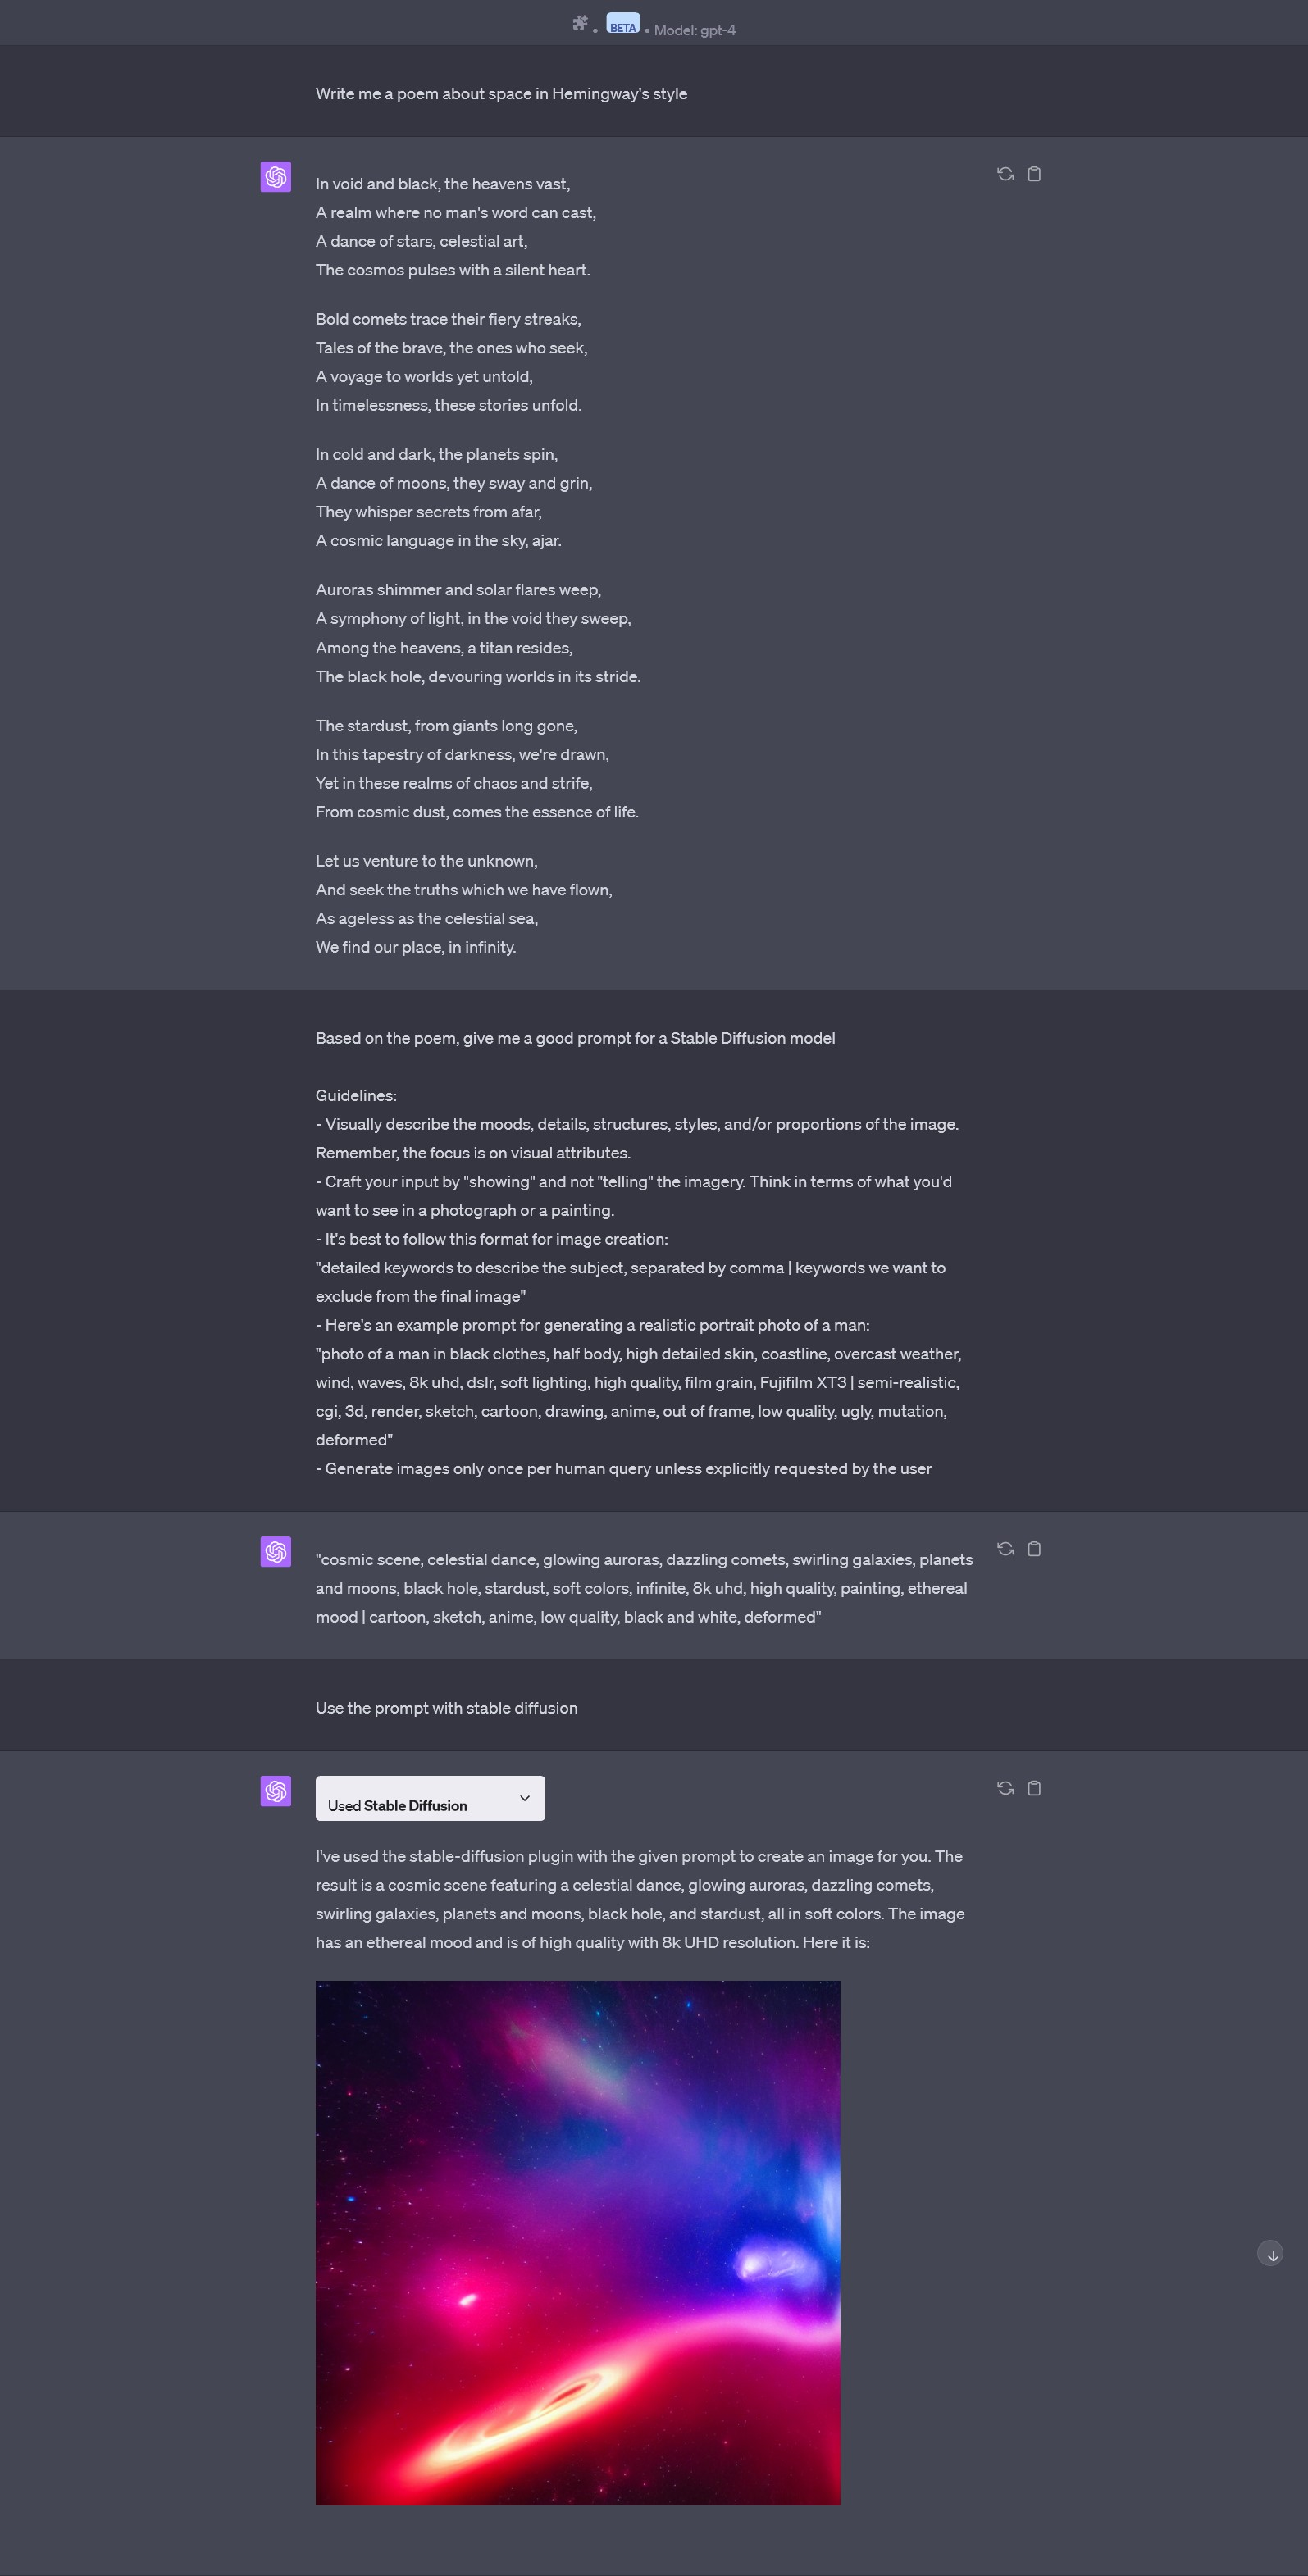 BETA • Model: gpt-4
Write me a poem about space in Hemingway's style
In void and black, the heavens vast,
A realm where no man's word can cast,
A dance of stars, celestial art,
The cosmos pulses with a silent heart.
Bold comets trace their fiery streaks,
Tales of the brave, the ones who seek,
A voyage to worlds yet untold,
In timelessness, these stories unfold.
In cold and dark, the planets spin,
A dance of moons, they sway and grin,
They whisper secrets from afar,
A cosmic language in the sky, ajar.
Auroras shimmer and solar flares weep,
A symphony of light, in the void they sweep,
Among the heavens, a titan resides,
The black hole, devouring worlds in its stride.
The stardust, from giants long gone,
In this tapestry of darkness, we're drawn,
Yet in these realms of chaos and strife,
From cosmic dust, comes the essence of life.
Let us venture to the unknown,
And seek the truths which we have flown,
As ageless as the celestial sea,
We find our place, in infinity.
Based on the poem, give me a good prompt for a Stable Diffusion model
Guidelines:
- Visually describe the moods, details, structures, styles, and/or proportions of the image.
Remember, the focus is on visual attributes.
- Craft your input by "showing" and not "telling" the imagery. Think in terms of what you'd
want to see in a photograph or a painting.
- It's best to follow this format for image creation:
"detailed keywords to describe the subject, separated by comma | keywords we want to
exclude from the final image"
- Here's an example prompt for generating a realistic portrait photo of a man:
"photo of a man in black clothes, half body, high detailed skin, coastline, overcast weather,
wind, waves, 8k uhd, dslr, soft lighting, high quality, film grain, Fujifilm XT3 | semi-realistic,
cgi, 3d, render, sketch, cartoon, drawing, anime, out of frame, low quality, ugly, mutation,
deformed"
- Generate images only once per human query unless explicitly requested by the user
"cosmic scene, celestial dance, glowing auroras, dazzling comets, swirling galaxies, planets
and moons, black hole, stardust, soft colors, infinite, 8k uhd, high quality, painting, ethereal
mood | cartoon, sketch, anime, low quality, black and white, deformed"
Use the prompt with stable diffusion
Used Stable Diffusion
I've used the stable-diffusion plugin with the given prompt to create an image for you. The
result is a cosmic scene featuring a celestial dance, glowing auroras, dazzling comets,
swirling galaxies, planets and moons, black hole, and stardust, all in soft colors. The image
has an ethereal mood and is of high quality with 8k UHD resolution. Here it is: